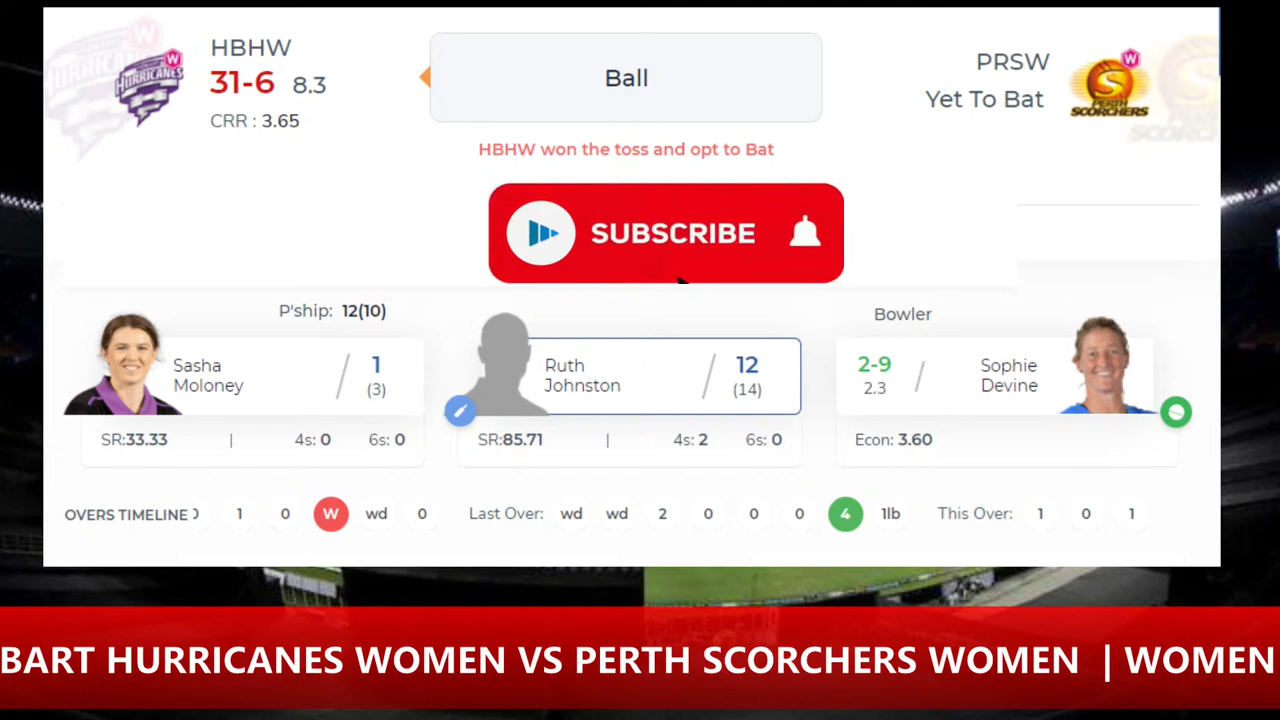 HBHW
31-6 8.3
CRR : 3.65
Ball
HBHW won the toss and opt to Bat
PRSW
Yet To Bat
W
HURRICANES
W
PERTH
SCORCHERS
SUBSCRIBE
P'ship: 12(10)
Bowler
Sasha
Moloney
1
(3)
Ruth
Johnston
12
(14)
2-9
2.3
Sophie
Devine
SR:33.33 | 4s: 0 6s: 0
SR:85.71 | 4s: 2 6s: 0
Econ: 3.60
OVERS TIMELINE 1 0 W wd 0 Last Over: wd wd 2 0 0 0 4 1lb This Over: 1 0 1
BART HURRICANES WOMEN VS PERTH SCORCHERS WOMEN | WOMEN